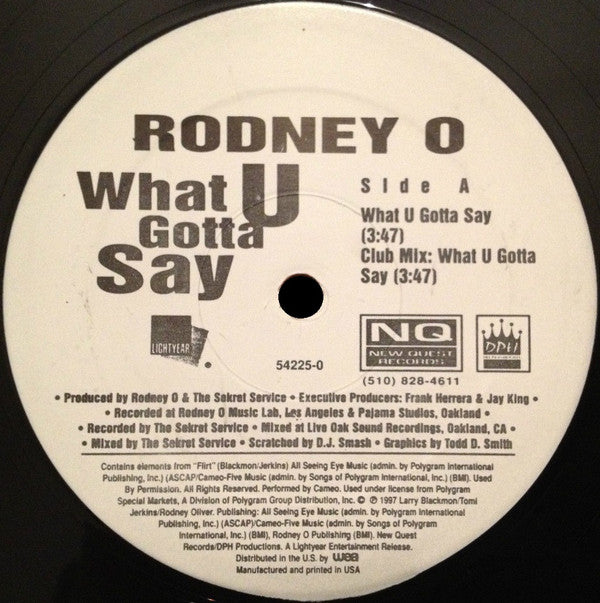 RODNEY O
What U
Gotta
Say
Side A
What U Gotta Say
(3:47)
Club Mix: What U Gotta
Say (3:47)
LIGHTYEAR
54225-0
NQ
NEW QUEST
RECORDS
DPH
(510) 828-4611
• Produced by Rodney O & The Sekret Service • Executive Producers: Frank Herrera & Jay King •
• Recorded at Rodney O Music Lab, Los Angeles & Pajama Studios, Oakland •
• Recorded by The Sekret Service • Mixed at Live Oak Sound Recordings, Oakland, CA •
• Mixed by The Sekret Service • Scratched by D.J. Smash • Graphics by Todd D. Smith
Contains elements from "Flirt" (Blackmon/Jerkins) All Seeing Eye Music (admin. by Polygram International
Publishing, Inc.) (ASCAP)/Cameo-Five Music (admin. by Songs of Polygram International, Inc.) (BMI). Used
By Permission. All Rights Reserved. Performed by Cameo. Used under license from Polygram
Special Markets, A Division of Polygram Group Distribution, Inc. © ℗ 1997 Larry Blackmon/Tomi
Jerkins/Rodney Oliver. Publishing: All Seeing Eye Music (admin. by Polygram International
Publishing, Inc.) (ASCAP)/Cameo-Five Music (admin. by Songs of Polygram
International, Inc.) (BMI), Rodney O Publishing (BMI). New Quest
Records/DPH Productions. A Lightyear Entertainment Release.
Distributed in the U.S. by wea
Manufactured and printed in USA